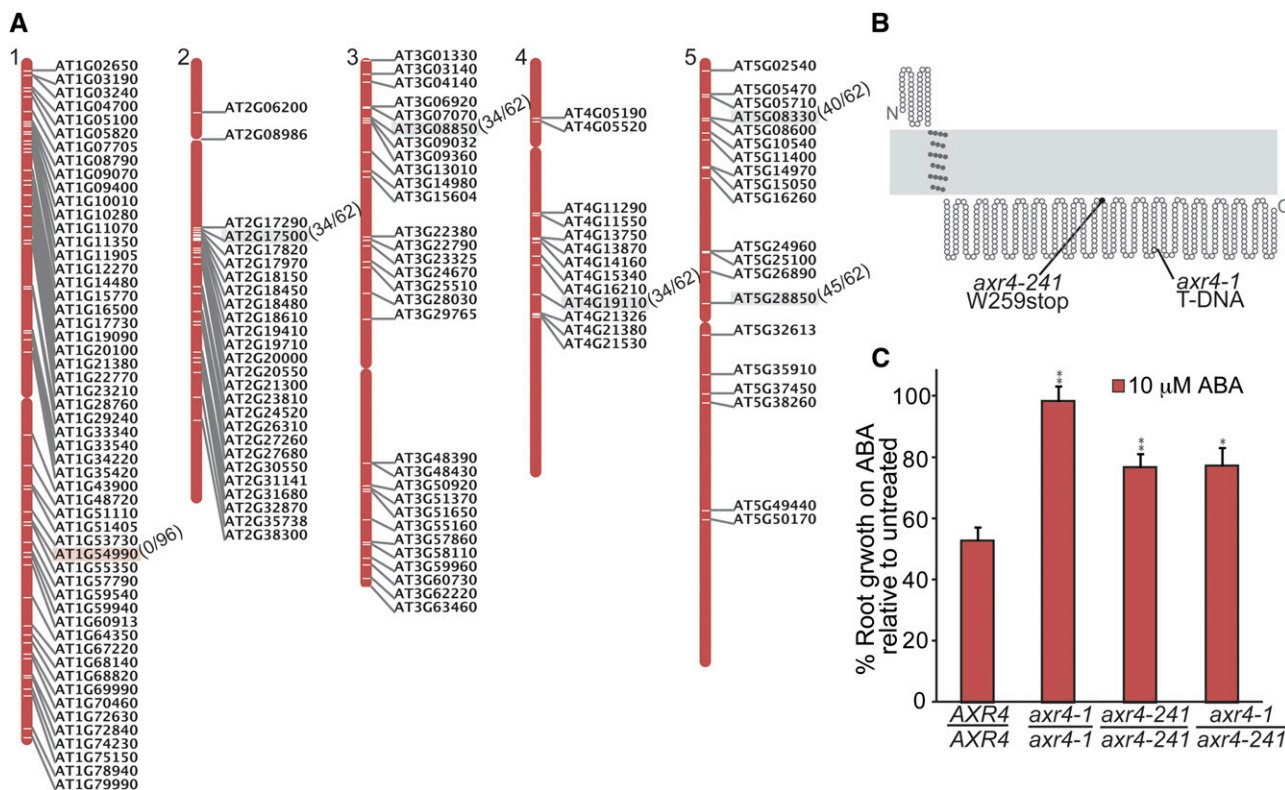 A
1
AT1G02650
AT1G03190
AT1G03240
AT1G04700
AT1G05100
AT1G05820
AT1G07705
AT1G08790
AT1G09070
AT1G09400
AT1G10010
AT1G10280
AT1G11070
AT1G11350
AT1G11905
AT1G12270
AT1G14480
AT1G15770
AT1G16500
AT1G17730
AT1G19090
AT1G20100
AT1G21380
AT1G22770
AT1G23210
AT1G28760
AT1G29240
AT1G33340
AT1G33540
AT1G34220
AT1G35420
AT1G43900
AT1G48720
AT1G51110
AT1G51405
AT1G53730
AT1G54990 (0/96)
AT1G55350
AT1G57790
AT1G59540
AT1G59940
AT1G60913
AT1G64350
AT1G67220
AT1G68140
AT1G68820
AT1G69990
AT1G70460
AT1G72630
AT1G72840
AT1G74230
AT1G75150
AT1G78940
AT1G79990
2
AT2G06200
AT2G08986
AT2G17290
AT2G17500 (34/62)
AT2G17820
AT2G17970
AT2G18150
AT2G18450
AT2G18480
AT2G18610
AT2G19410
AT2G19710
AT2G20000
AT2G20550
AT2G21300
AT2G23810
AT2G24520
AT2G26310
AT2G27260
AT2G27680
AT2G30550
AT2G31141
AT2G31680
AT2G32870
AT2G35738
AT2G38300
3
AT3G01330
AT3G03140
AT3G04140
AT3G06920
AT3G07070
AT3G08850 (34/62)
AT3G09032
AT3G09360
AT3G13010
AT3G14980
AT3G15604
AT3G22380
AT3G22790
AT3G23325
AT3G24670
AT3G25510
AT3G28030
AT3G29765
AT3G48390
AT3G48430
AT3G50920
AT3G51370
AT3G51650
AT3G55160
AT3G57860
AT3G58110
AT3G59960
AT3G60730
AT3G62220
AT3G63460
4
AT4G05190
AT4G05520
AT4G11290
AT4G11550
AT4G13750
AT4G13870
AT4G14160
AT4G15340
AT4G16210
AT4G19110 (34/62)
AT4G21326
AT4G21380
AT4G21530
5
AT5G02540
AT5G05470
AT5G05710
AT5G08330 (40/62)
AT5G08600
AT5G10540
AT5G11400
AT5G14970
AT5G15050
AT5G16260
AT5G24960
AT5G25100
AT5G26890
AT5G28850 (45/62)
AT5G32613
AT5G35910
AT5G37450
AT5G38260
AT5G49440
AT5G50170
B
N
C
axr4-241
W259stop
axr4-1
T-DNA
C
10 µM ABA
% Root grwoth on ABA
relative to untreated
100
80
60
40
20
0
**
**
*
AXR4
AXR4
axr4-1
axr4-1
axr4-241
axr4-241
axr4-1
axr4-241